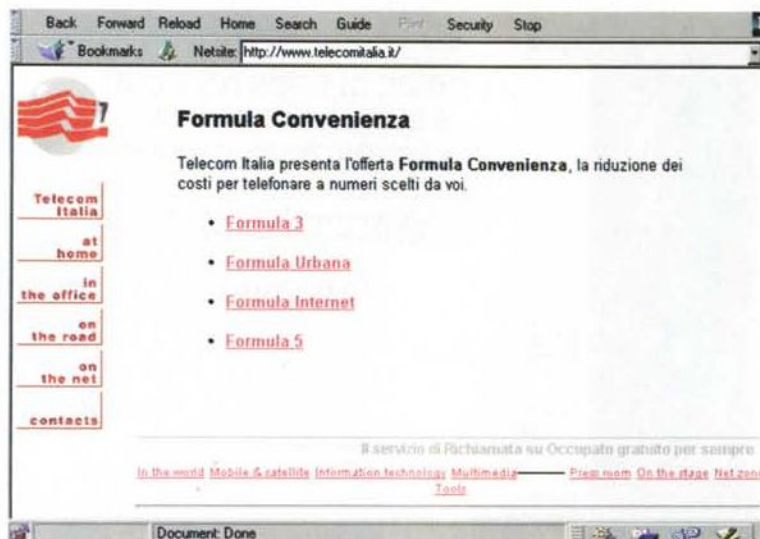 Back Forward Reload Home Search Guide Print Security Stop
Bookmarks Netsite: http://www.telecomitalia.it/
Formula Convenienza
Telecom Italia presenta l'offerta Formula Convenienza, la riduzione dei
costi per telefonare a numeri scelti da voi.
• Formula 3
• Formula Urbana
• Formula Internet
• Formula 5
Telecom
Italia
at
home
in
the office
on
the road
on
the net
contacts
Il servizio di Richiamata su Occupato gratuito per sempre
In the world Mobile & satellite Information technology Multimedia Press room On the stage Net zone
Tools
Document: Done